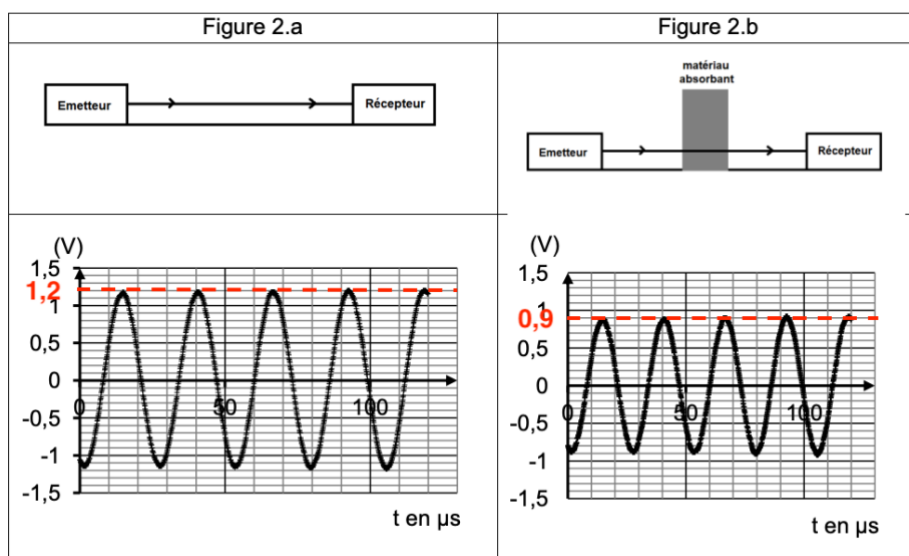 Figure 2.a
Figure 2.b
Emetteur
Récepteur
matériau
absorbant
Emetteur
Récepteur
(V)
1,5
1,2
1
0,5
0
0
50
100
-0,5
-1
-1,5
t en µs
(V)
1,5
1
0,9
0,5
0
0
50
100
-0,5
-1
-1,5
t en µs